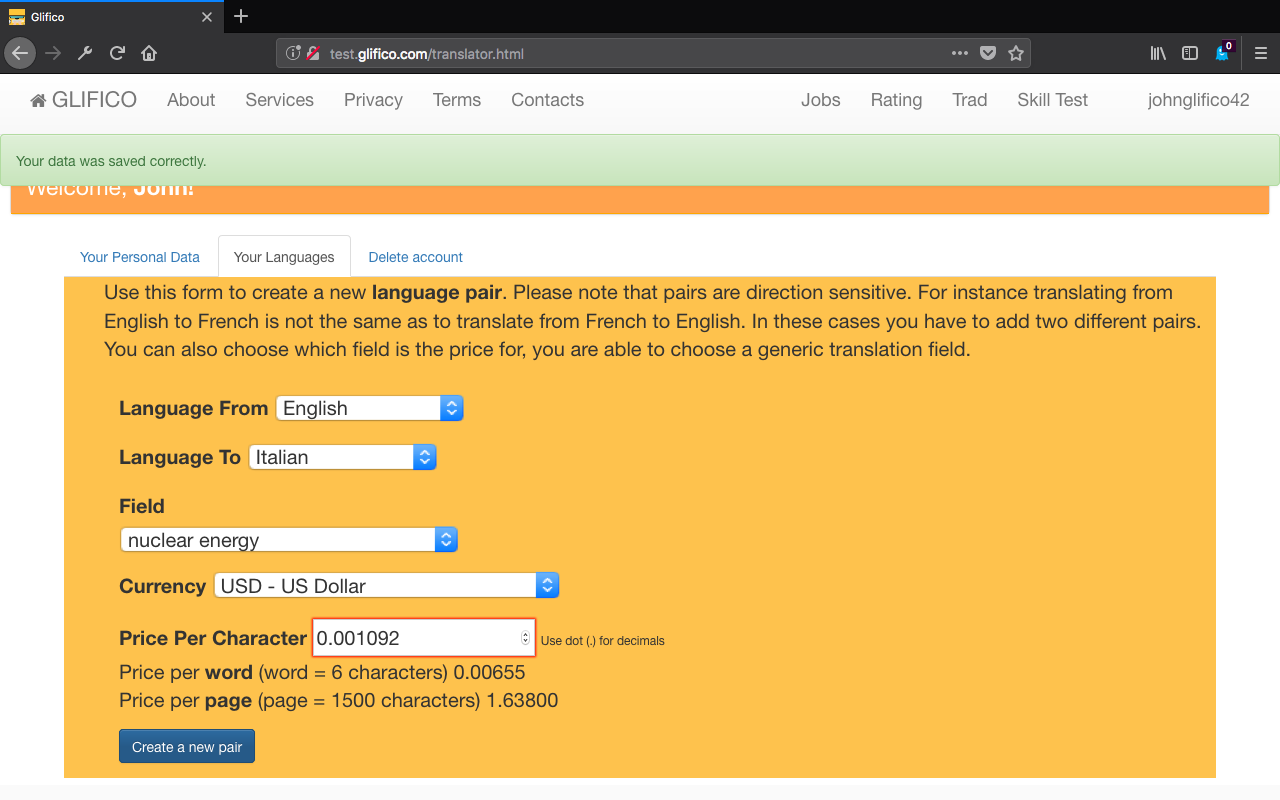 Glifico
test.glifico.com/translator.html
0
GLIFICO About Services Privacy Terms Contacts Jobs Rating Trad Skill Test johnglifico42
Your data was saved correctly.
Welcome, John!
Your Personal Data Your Languages Delete account
Use this form to create a new language pair. Please note that pairs are direction sensitive. For instance translating from
English to French is not the same as to translate from French to English. In these cases you have to add two different pairs.
You can also choose which field is the price for, you are able to choose a generic translation field.
Language From English
Language To Italian
Field
nuclear energy
Currency USD - US Dollar
Price Per Character 0.001092 Use dot (.) for decimals
Price per word (word = 6 characters) 0.00655
Price per page (page = 1500 characters) 1.63800
Create a new pair